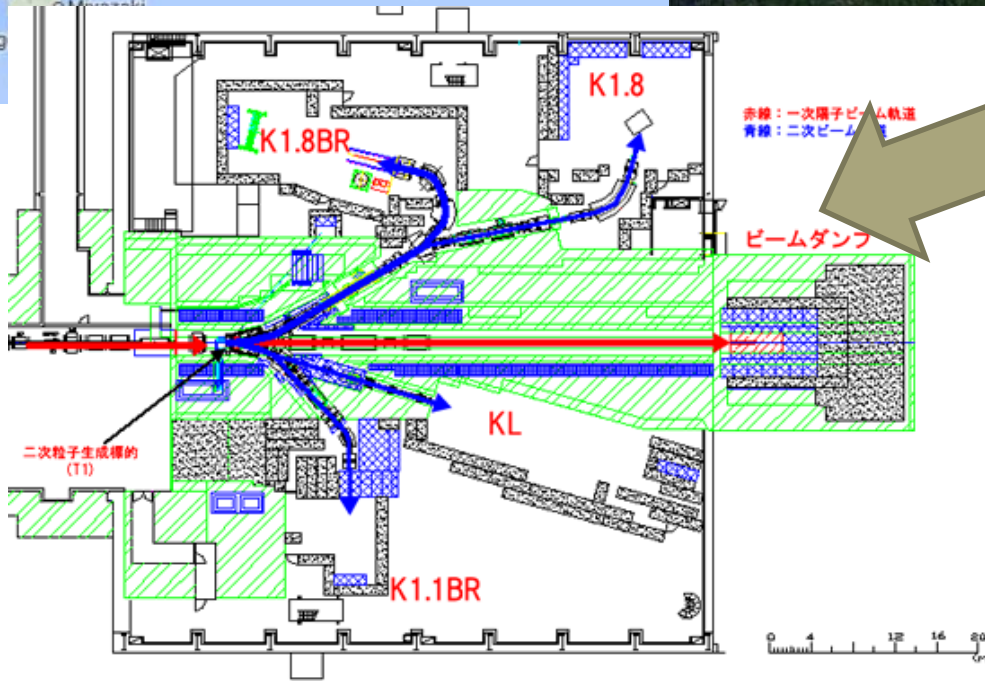 K1.8
K1.8BR
赤線:一次陽子ビーム軌道
青線:二次ビーム
ビームダンプ
KL
二次粒子生成標的
(T1)
K1.1BR
0 4 12 16 20